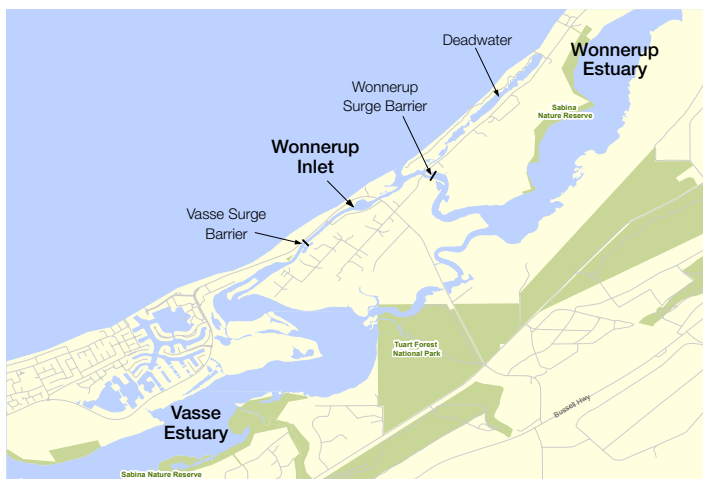 Deadwater
Wonnerup
Estuary
Wonnerup
Surge Barrier
Sabina
Nature Reserve
Wonnerup
Inlet
Vasse Surge
Barrier
Tuart Forest
National Park
Bussell Hwy
Vasse
Estuary
Sabina Nature Reserve